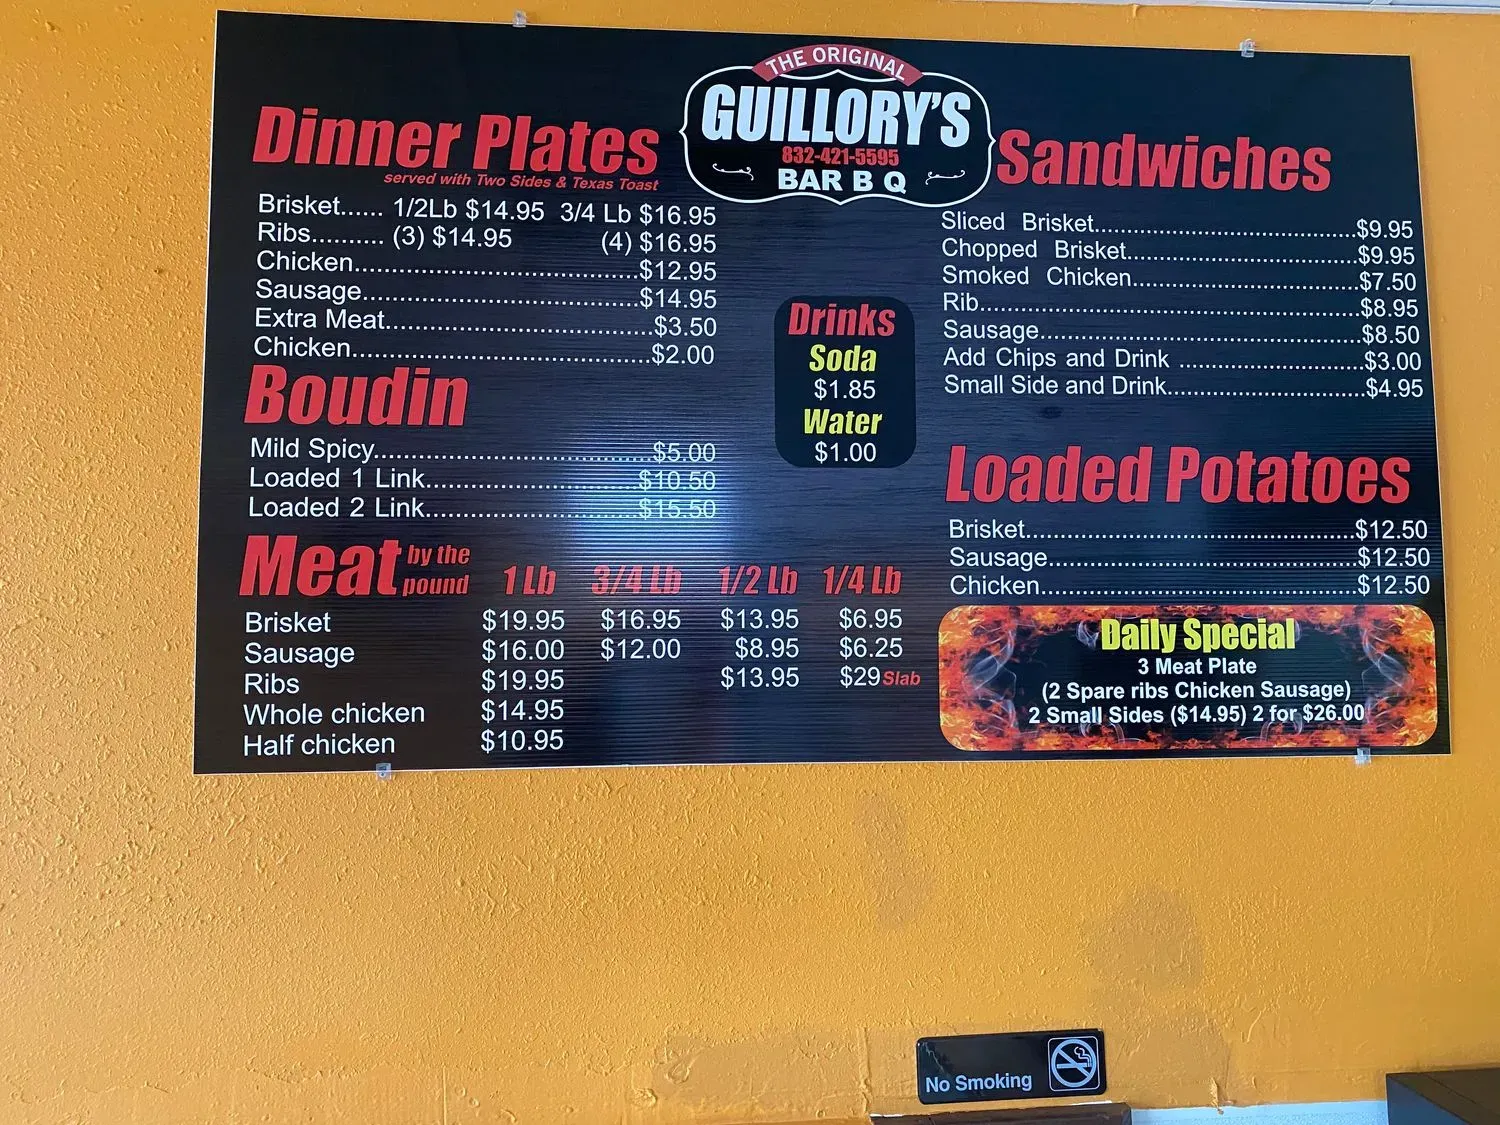 THE ORIGINAL
GUILLORY'S
832-421-5595
BAR B Q
Dinner Plates
served with Two Sides & Texas Toast
Brisket...... 1/2Lb $14.95 3/4 Lb $16.95
Ribs.......... (3) $14.95 (4) $16.95
Chicken......................................$12.95
Sausage.....................................$14.95
Extra Meat....................................$3.50
Chicken........................................$2.00
Boudin
Mild Spicy.....................................$5.00
Loaded 1 Link.............................$10.50
Loaded 2 Link.............................$15.50
Meat by the pound 1 Lb 3/4 Lb 1/2 Lb 1/4 Lb
Brisket $19.95 $16.95 $13.95 $6.95
Sausage $16.00 $12.00 $8.95 $6.25
Ribs $19.95 $13.95 $29 Slab
Whole chicken $14.95
Half chicken $10.95
Drinks
Soda
$1.85
Water
$1.00
Sandwiches
Sliced Brisket.......................................$9.95
Chopped Brisket...................................$9.95
Smoked Chicken..................................$7.50
Rib.........................................................$8.95
Sausage................................................$8.50
Add Chips and Drink ............................$3.00
Small Side and Drink.............................$4.95
Loaded Potatoes
Brisket.................................................$12.50
Sausage..............................................$12.50
Chicken...............................................$12.50
Daily Special
3 Meat Plate
(2 Spare ribs Chicken Sausage)
2 Small Sides ($14.95) 2 for $26.00
No Smoking